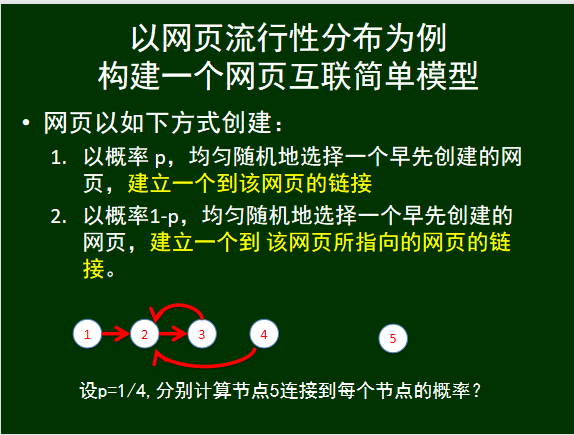 以网页流行性分布为例
构建一个网页互联简单模型
• 网页以如下方式创建：
1. 以概率 p，均匀随机地选择一个早先创建的网
页，建立一个到该网页的链接
2. 以概率1-p，均匀随机地选择一个早先创建的
网页，建立一个到 该网页所指向的网页的链
接。
1 2 3 4 5
设p=1/4, 分别计算节点5连接到每个节点的概率？